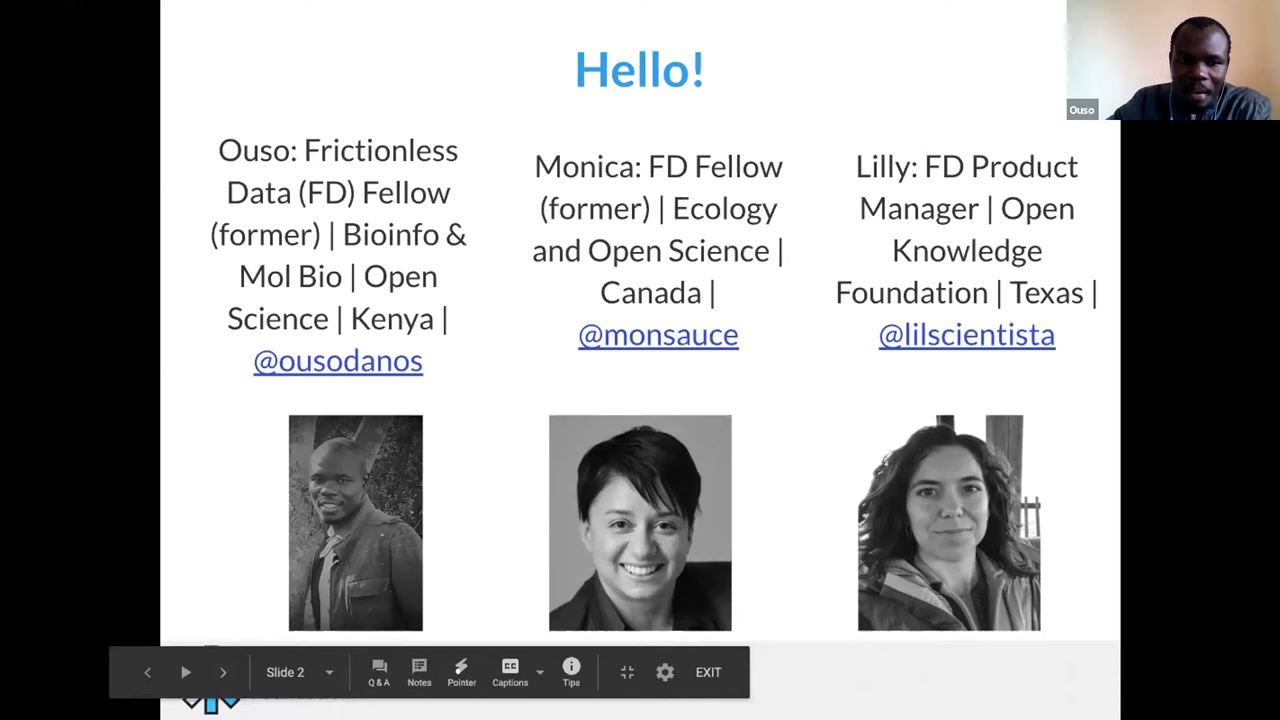 Hello!
Ouso
Ouso: Frictionless
Data (FD) Fellow
(former) | Bioinfo &
Mol Bio | Open
Science | Kenya |
@ousodanos
Monica: FD Fellow
(former) | Ecology
and Open Science |
Canada |
@monsauce
Lilly: FD Product
Manager | Open
Knowledge
Foundation | Texas |
@lilscientista
Slide 2
Q & A
Notes
Pointer
CC
Captions
Tips
EXIT